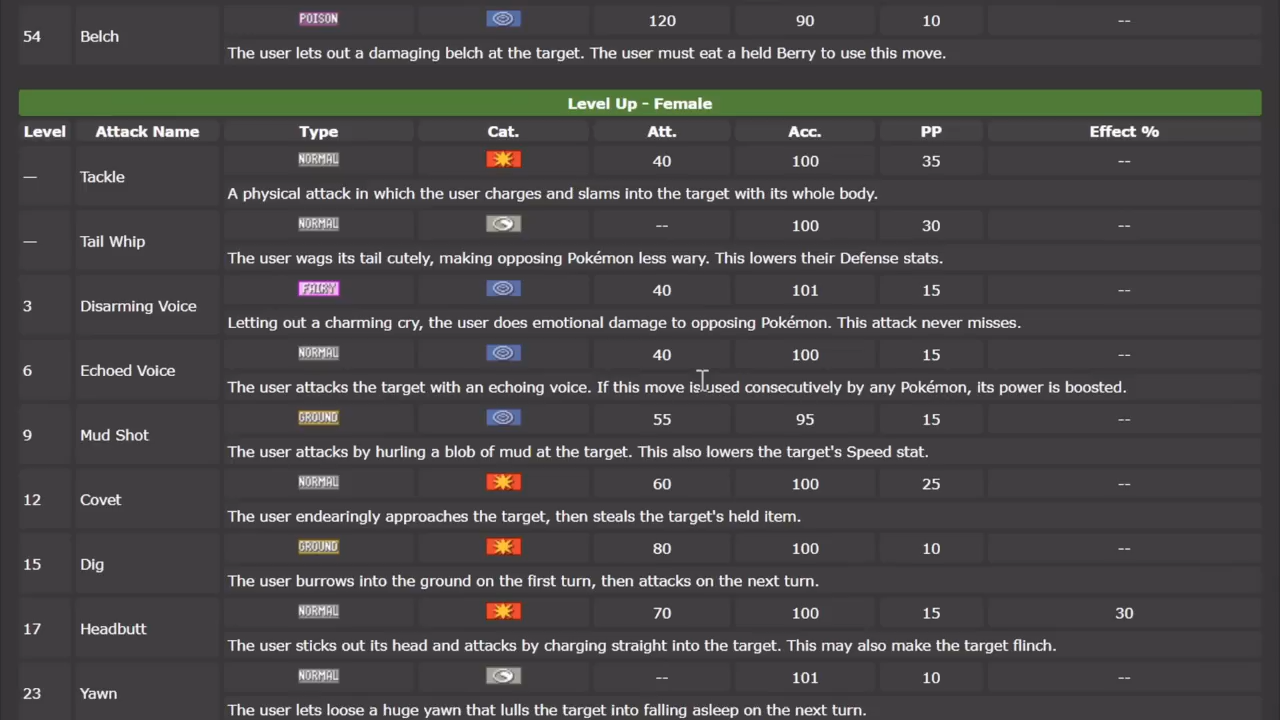 POISON 120 90 10 --
54 Belch
The user lets out a damaging belch at the target. The user must eat a held Berry to use this move.
Level Up - Female
Level Attack Name Type Cat. Att. Acc. PP Effect %
NORMAL 40 100 35 --
— Tackle
A physical attack in which the user charges and slams into the target with its whole body.
NORMAL -- 100 30 --
— Tail Whip
The user wags its tail cutely, making opposing Pokémon less wary. This lowers their Defense stats.
FAIRY 40 101 15 --
3 Disarming Voice
Letting out a charming cry, the user does emotional damage to opposing Pokémon. This attack never misses.
NORMAL 40 100 15 --
6 Echoed Voice
The user attacks the target with an echoing voice. If this move is used consecutively by any Pokémon, its power is boosted.
GROUND 55 95 15 --
9 Mud Shot
The user attacks by hurling a blob of mud at the target. This also lowers the target's Speed stat.
NORMAL 60 100 25 --
12 Covet
The user endearingly approaches the target, then steals the target's held item.
GROUND 80 100 10 --
15 Dig
The user burrows into the ground on the first turn, then attacks on the next turn.
NORMAL 70 100 15 30
17 Headbutt
The user sticks out its head and attacks by charging straight into the target. This may also make the target flinch.
NORMAL -- 101 10 --
23 Yawn
The user lets loose a huge yawn that lulls the target into falling asleep on the next turn.